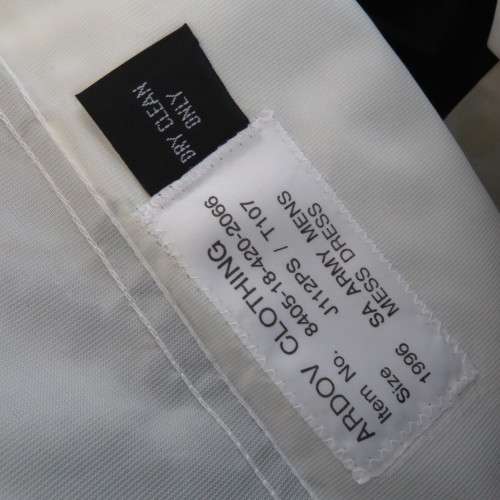 DRY CLEAN
ONLY
ARDOV CLOTHING
Item No. 8405-18-420-2066
Size J112PS / T107
1996 SA ARMY MENS
MESS DRESS